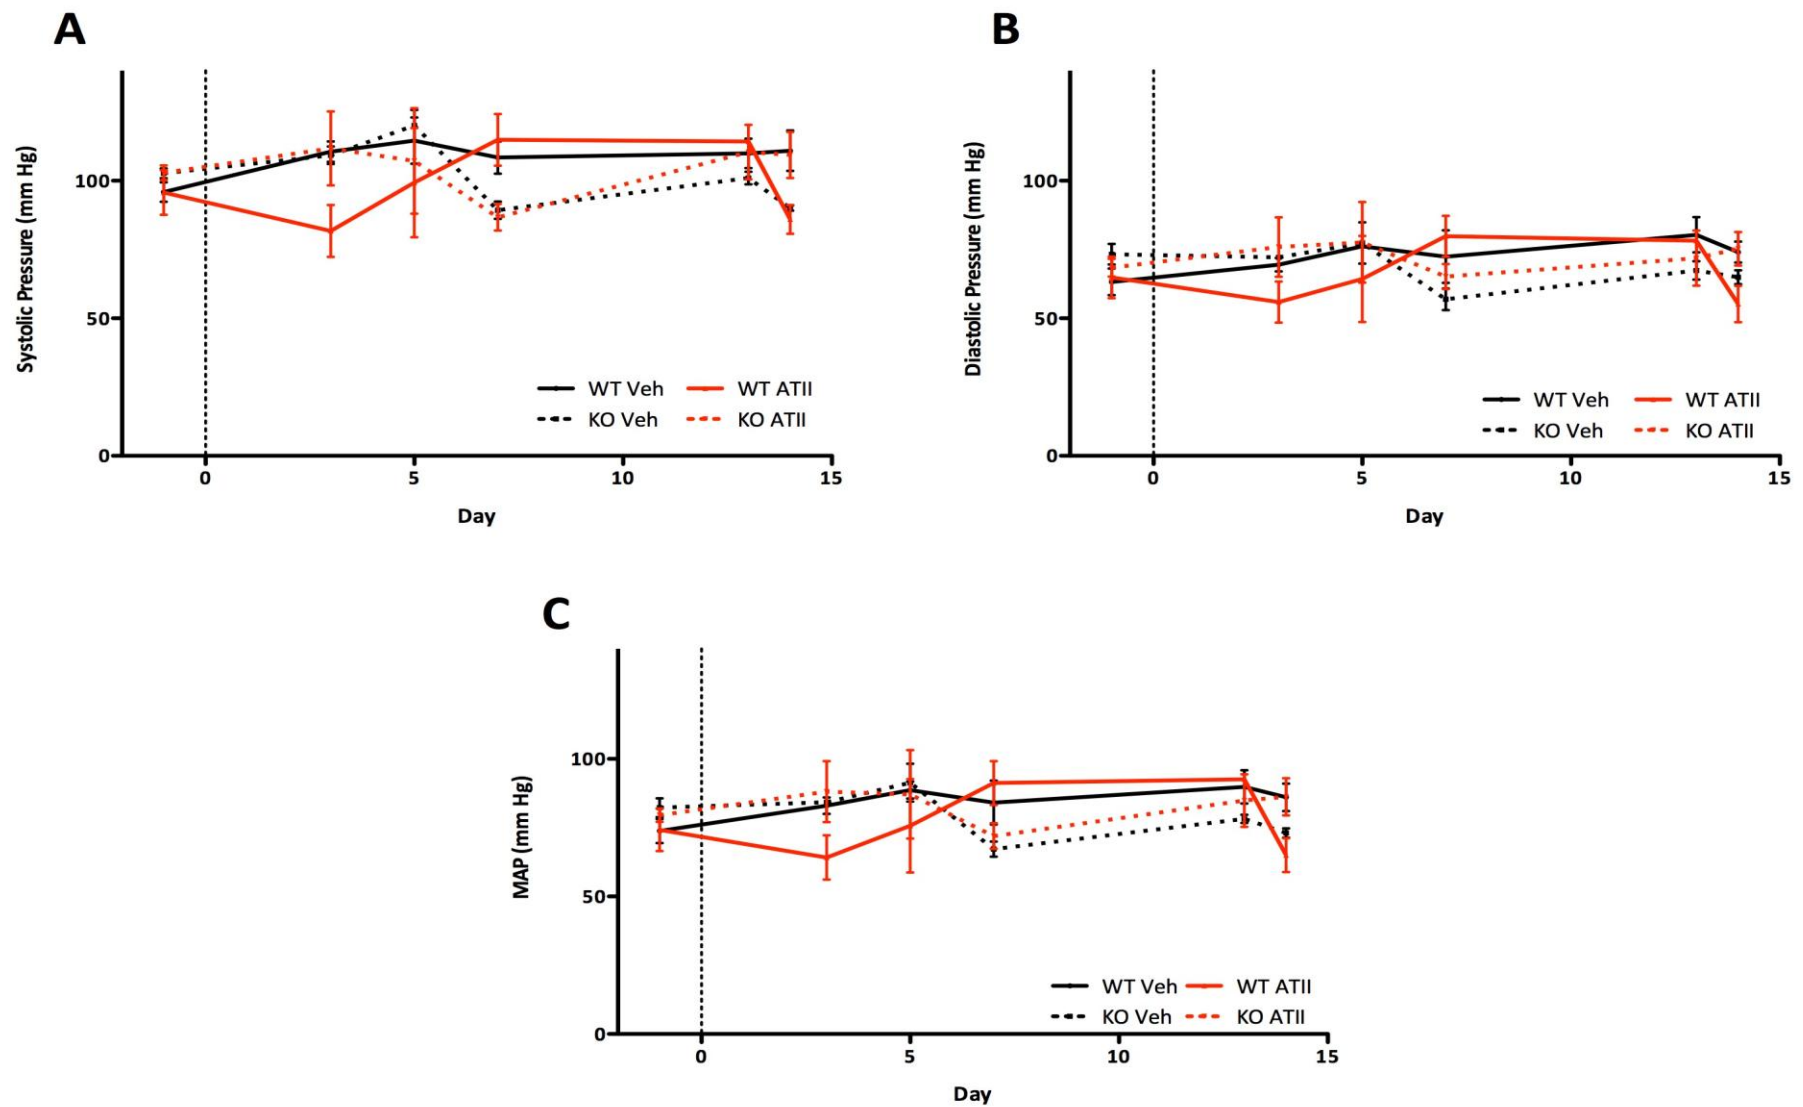 A
Systolic Pressure (mm Hg)
100
50
0
WT Veh WT ATII
KO Veh KO ATII
0 5 10 15
Day
B
Diastolic Pressure (mm Hg)
100
50
0
WT Veh WT ATII
KO Veh KO ATII
0 5 10 15
Day
C
MAP (mm Hg)
100
50
0
WT Veh WT ATII
KO Veh KO ATII
0 5 10 15
Day